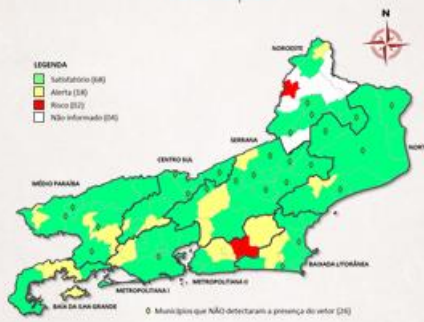 N
NOROESTE
LEGENDA
Satisfatório (68)
Alerta (18)
Risco (02)
Não informado (04)
SERRANA
NORTE
CENTRO SUL
MÉDIO PARAÍBA
BAIXADA LITORÂNEA
METROPOLITANA II
METROPOLITANA I
BAÍA DA ILHA GRANDE
Municípios que NÃO detectaram a presença do vetor (26)